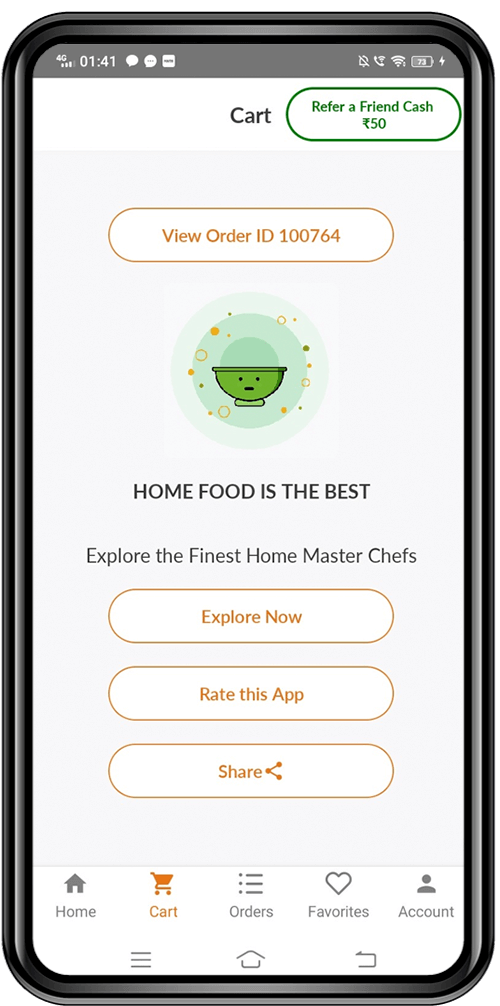 4G 01:41 73
Cart
Refer a Friend Cash
₹50
View Order ID 100764
HOME FOOD IS THE BEST
Explore the Finest Home Master Chefs
Explore Now
Rate this App
Share
Home Cart Orders Favorites Account